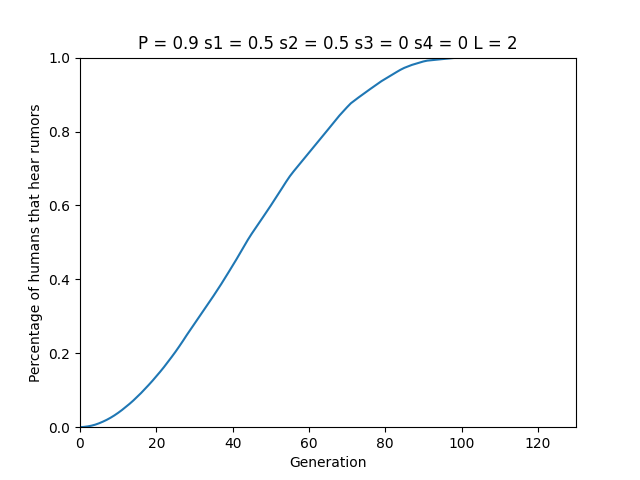 P = 0.9 s1 = 0.5 s2 = 0.5 s3 = 0 s4 = 0 L = 2
1.0
0.8
0.6
0.4
0.2
0.0
Percentage of humans that hear rumors
0 20 40 60 80 100 120
Generation